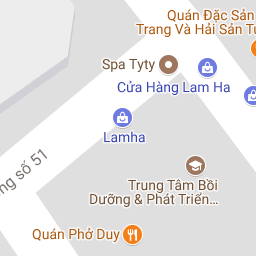 Quán Đặc Sản
Trang Và Hải Sản Tư
Spa Tyty
Cửa Hàng Lam Ha
Lamha
ng số 51
Trung Tâm Bồi
Dưỡng & Phát Triển...
Quán Phở Duy